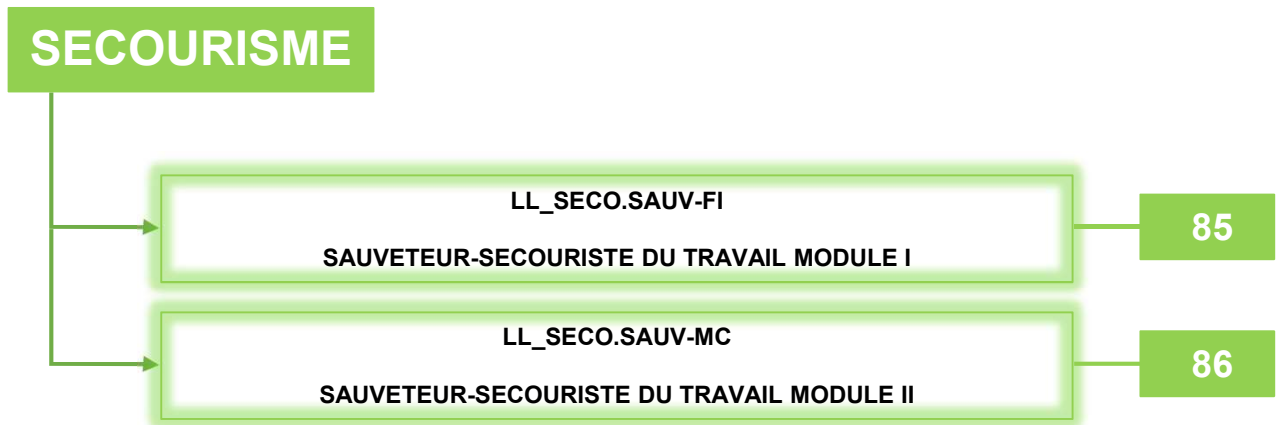 SECOURISME
LL_SECO.SAUV-FI
SAUVETEUR-SECOURISTE DU TRAVAIL MODULE I
85
LL_SECO.SAUV-MC
SAUVETEUR-SECOURISTE DU TRAVAIL MODULE II
86